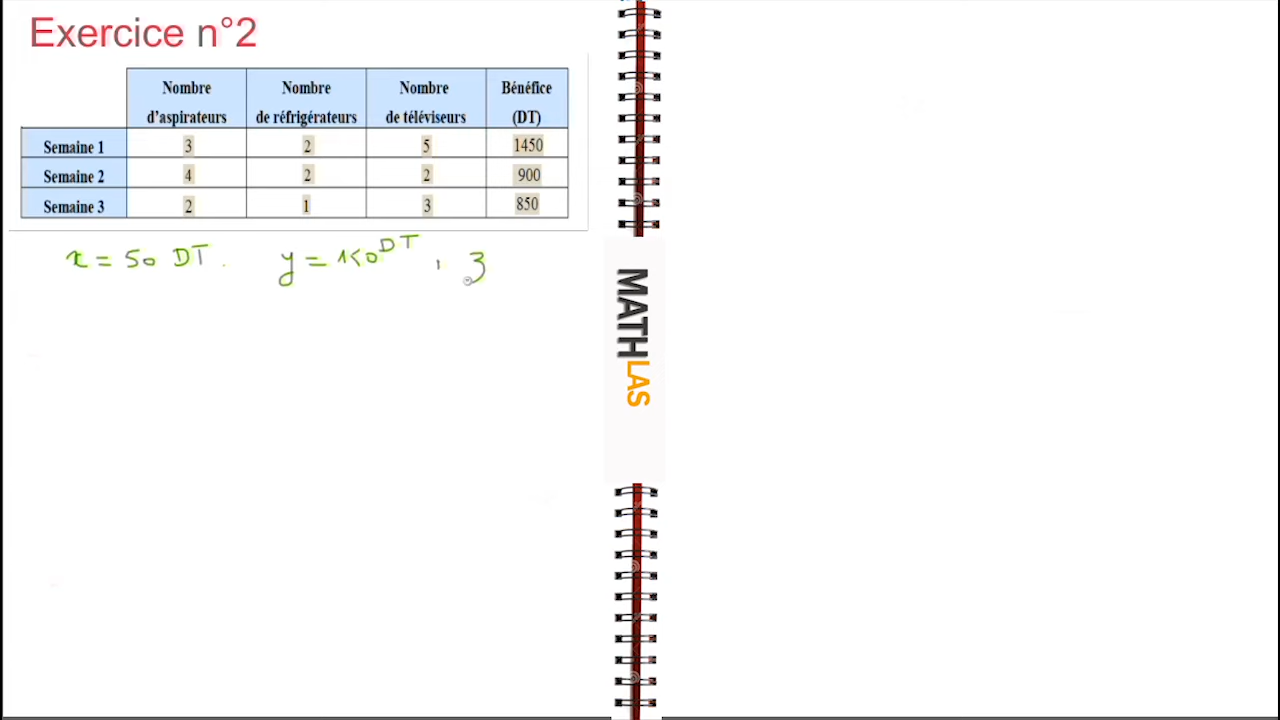 Exercice n°2
Nombre d'aspirateurs Nombre de réfrigérateurs Nombre de téléviseurs Bénéfice (DT)
Semaine 1 3 2 5 1450
Semaine 2 4 2 2 900
Semaine 3 2 1 3 850
x = 50 DT. y = 150 DT , z
MATHLAS